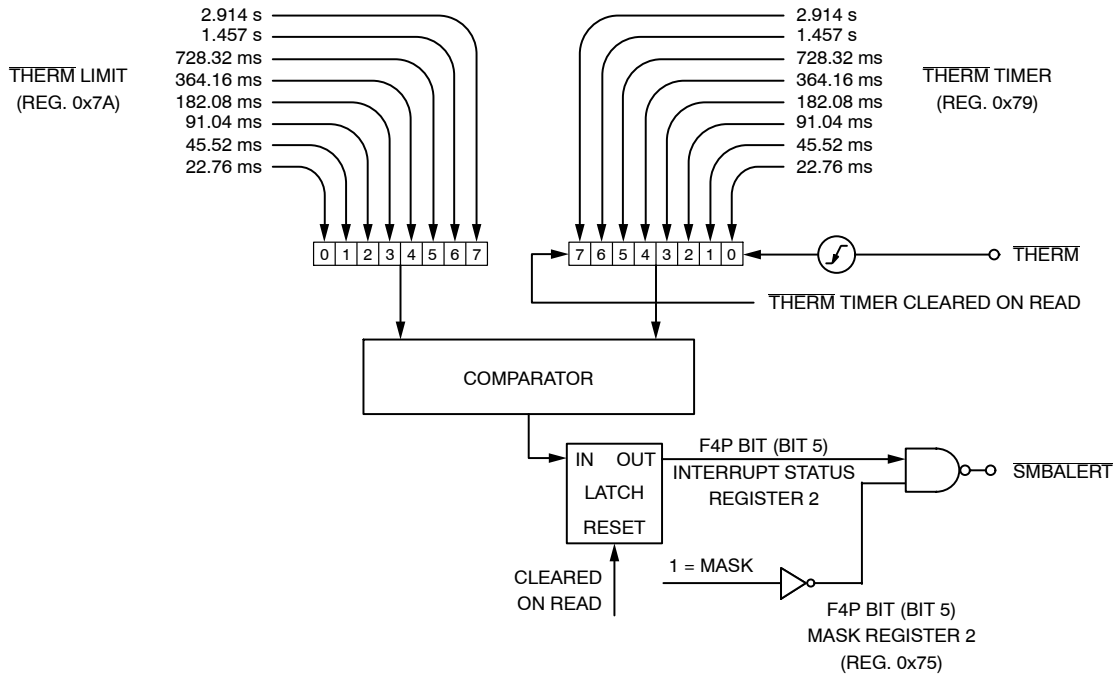 2.914 s
1.457 s
728.32 ms
364.16 ms
182.08 ms
91.04 ms
45.52 ms
22.76 ms
THERM LIMIT
(REG. 0x7A)
2.914 s
1.457 s
728.32 ms
364.16 ms
182.08 ms
91.04 ms
45.52 ms
22.76 ms
THERM TIMER
(REG. 0x79)
0 1 2 3 4 5 6 7
7 6 5 4 3 2 1 0
THERM
THERM TIMER CLEARED ON READ
COMPARATOR
IN OUT
LATCH
RESET
F4P BIT (BIT 5)
INTERRUPT STATUS
REGISTER 2
SMBALERT
CLEARED
ON READ
1 = MASK
F4P BIT (BIT 5)
MASK REGISTER 2
(REG. 0x75)